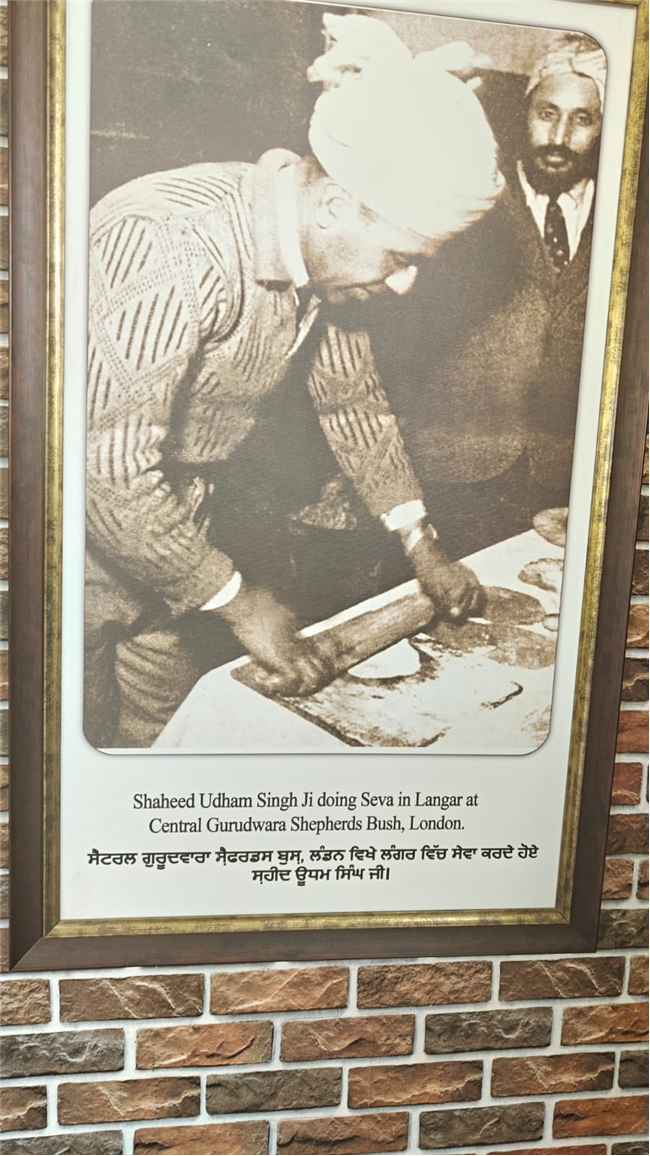 Shaheed Udham Singh Ji doing Seva in Langar at
Central Gurudwara Shepherds Bush, London.
ਸੈਟਰਲ ਗੁਰੂਦਵਾਰਾ ਸ਼ੈਫਰਡਸ ਬੁਸ਼, ਲੰਡਨ ਵਿਖੇ ਲੰਗਰ ਵਿੱਚ ਸੇਵਾ ਕਰਦੇ ਹੋਏ
ਸ਼ਹੀਦ ਊਧਮ ਸਿੰਘ ਜੀ।